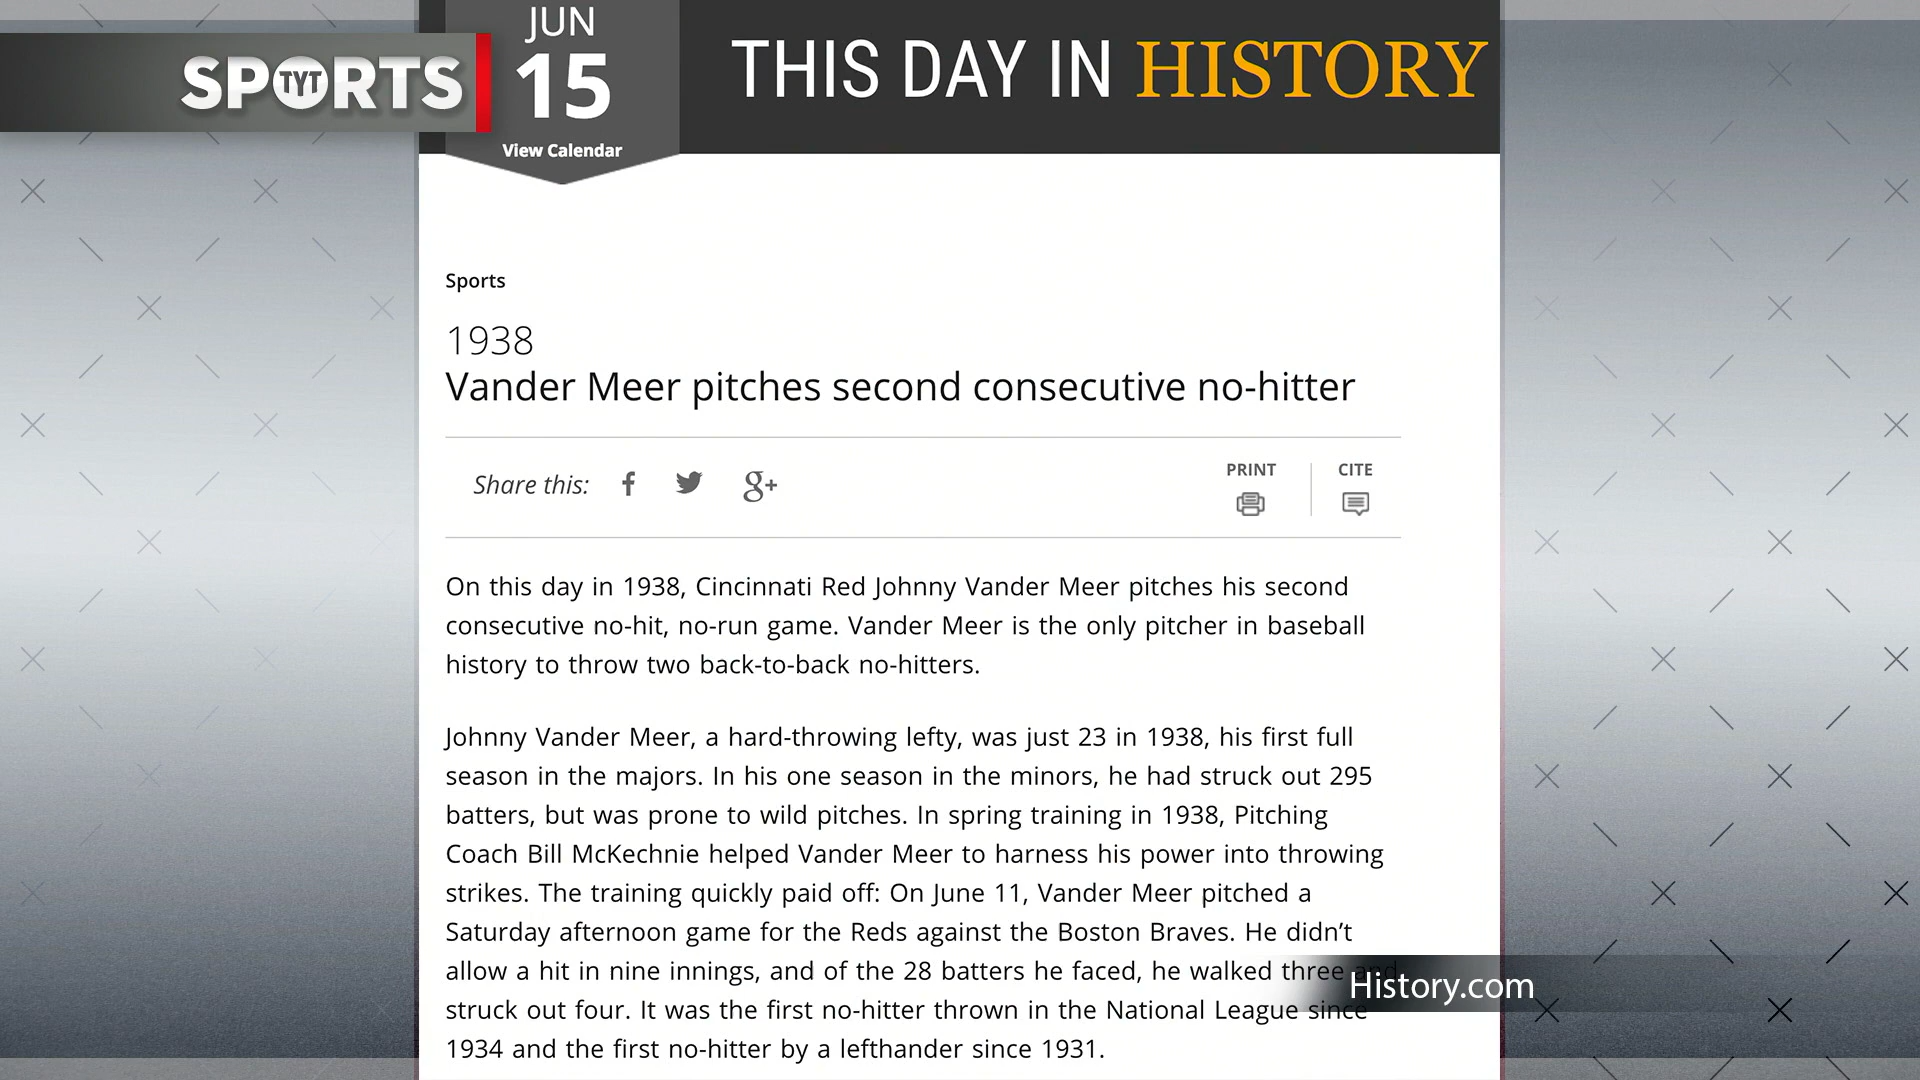 JUN
15
View Calendar
THIS DAY IN HISTORY
SPORTS
TYT
Sports
1938
Vander Meer pitches second consecutive no-hitter
Share this: f g+
PRINT
CITE
On this day in 1938, Cincinnati Red Johnny Vander Meer pitches his second
consecutive no-hit, no-run game. Vander Meer is the only pitcher in baseball
history to throw two back-to-back no-hitters.
Johnny Vander Meer, a hard-throwing lefty, was just 23 in 1938, his first full
season in the majors. In his one season in the minors, he had struck out 295
batters, but was prone to wild pitches. In spring training in 1938, Pitching
Coach Bill McKechnie helped Vander Meer to harness his power into throwing
strikes. The training quickly paid off: On June 11, Vander Meer pitched a
Saturday afternoon game for the Reds against the Boston Braves. He didn’t
allow a hit in nine innings, and of the 28 batters he faced, he walked three and
struck out four. It was the first no-hitter thrown in the National League since
1934 and the first no-hitter by a lefthander since 1931.
History.com